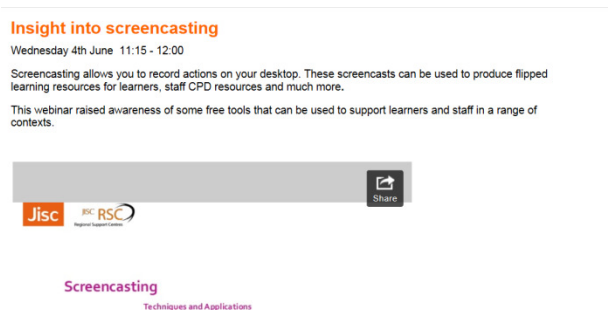 Insight into screencasting
Wednesday 4th June 11:15 - 12:00
Screencasting allows you to record actions on your desktop. These screencasts can be used to produce flipped
learning resources for learners, staff CPD resources and much more.
This webinar raised awareness of some free tools that can be used to support learners and staff in a range of
contexts.
Share
Jisc
JISC RSC
Regional Support Centres
Screencasting
Techniques and Applications